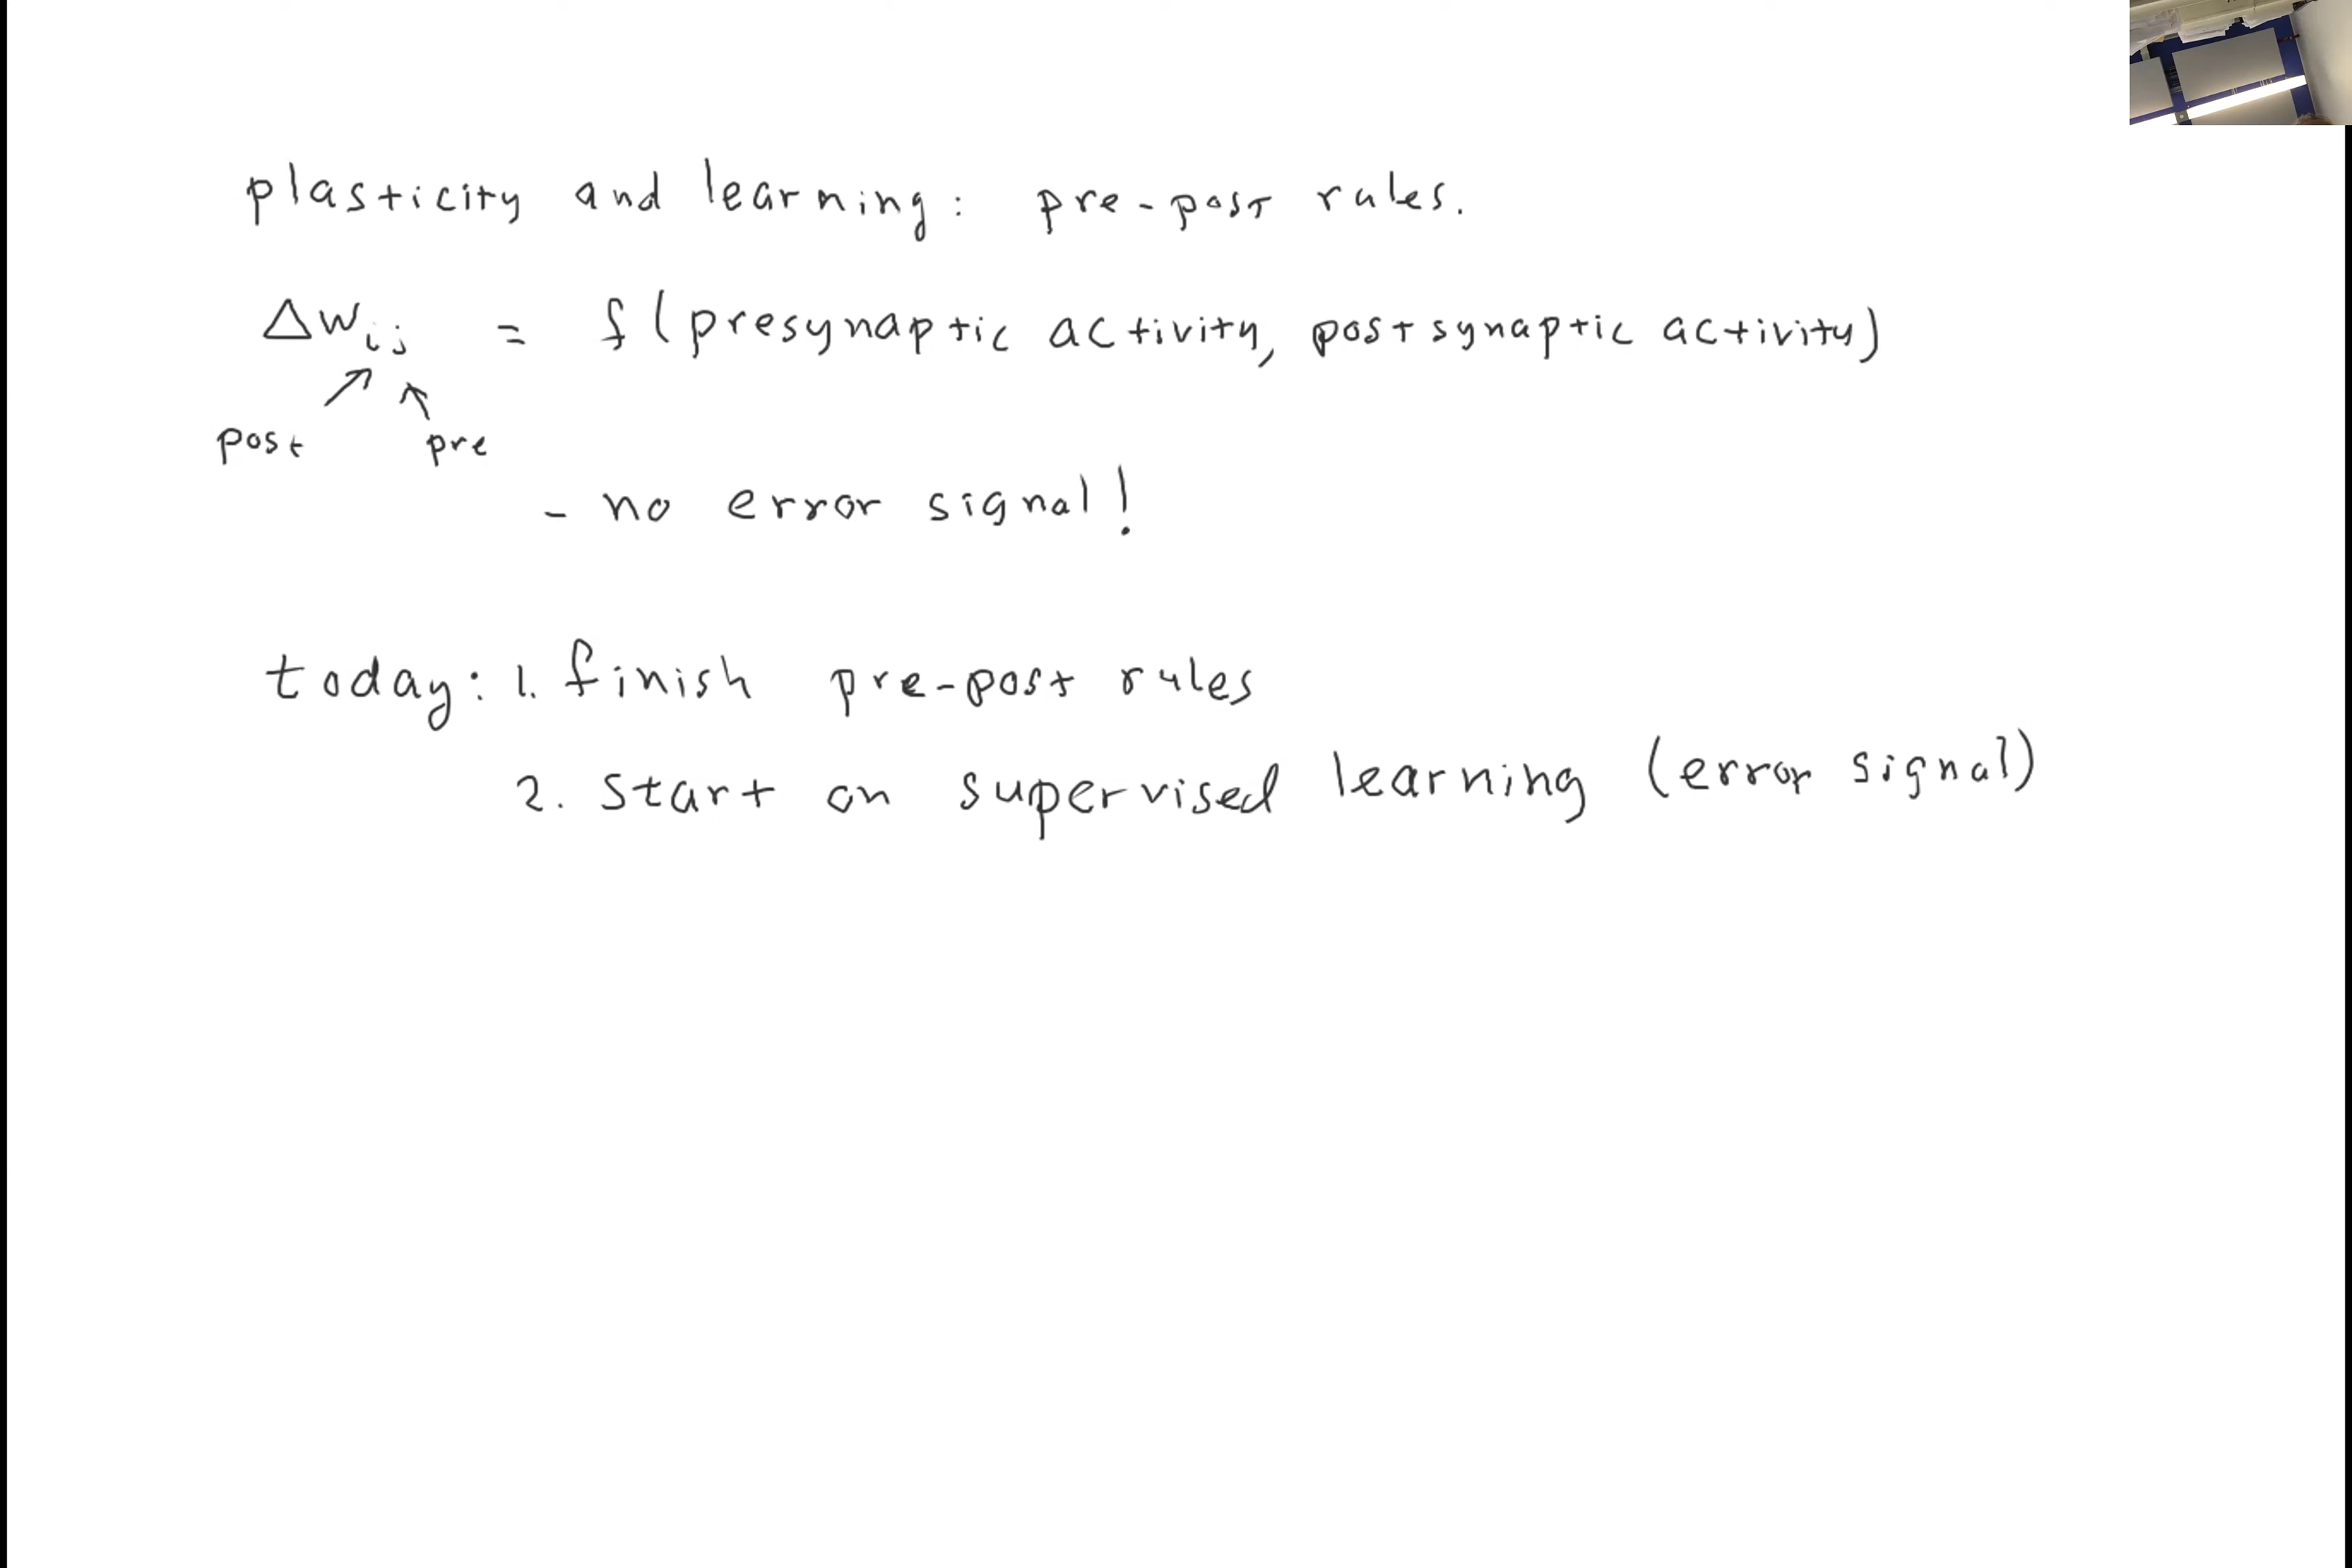 plasticity and learning: pre-post rules.
Δwij = f(presynaptic activity, postsynaptic activity)
post pre
- no error signal!
today: 1. finish pre-post rules
2. start on supervised learning (error signal)